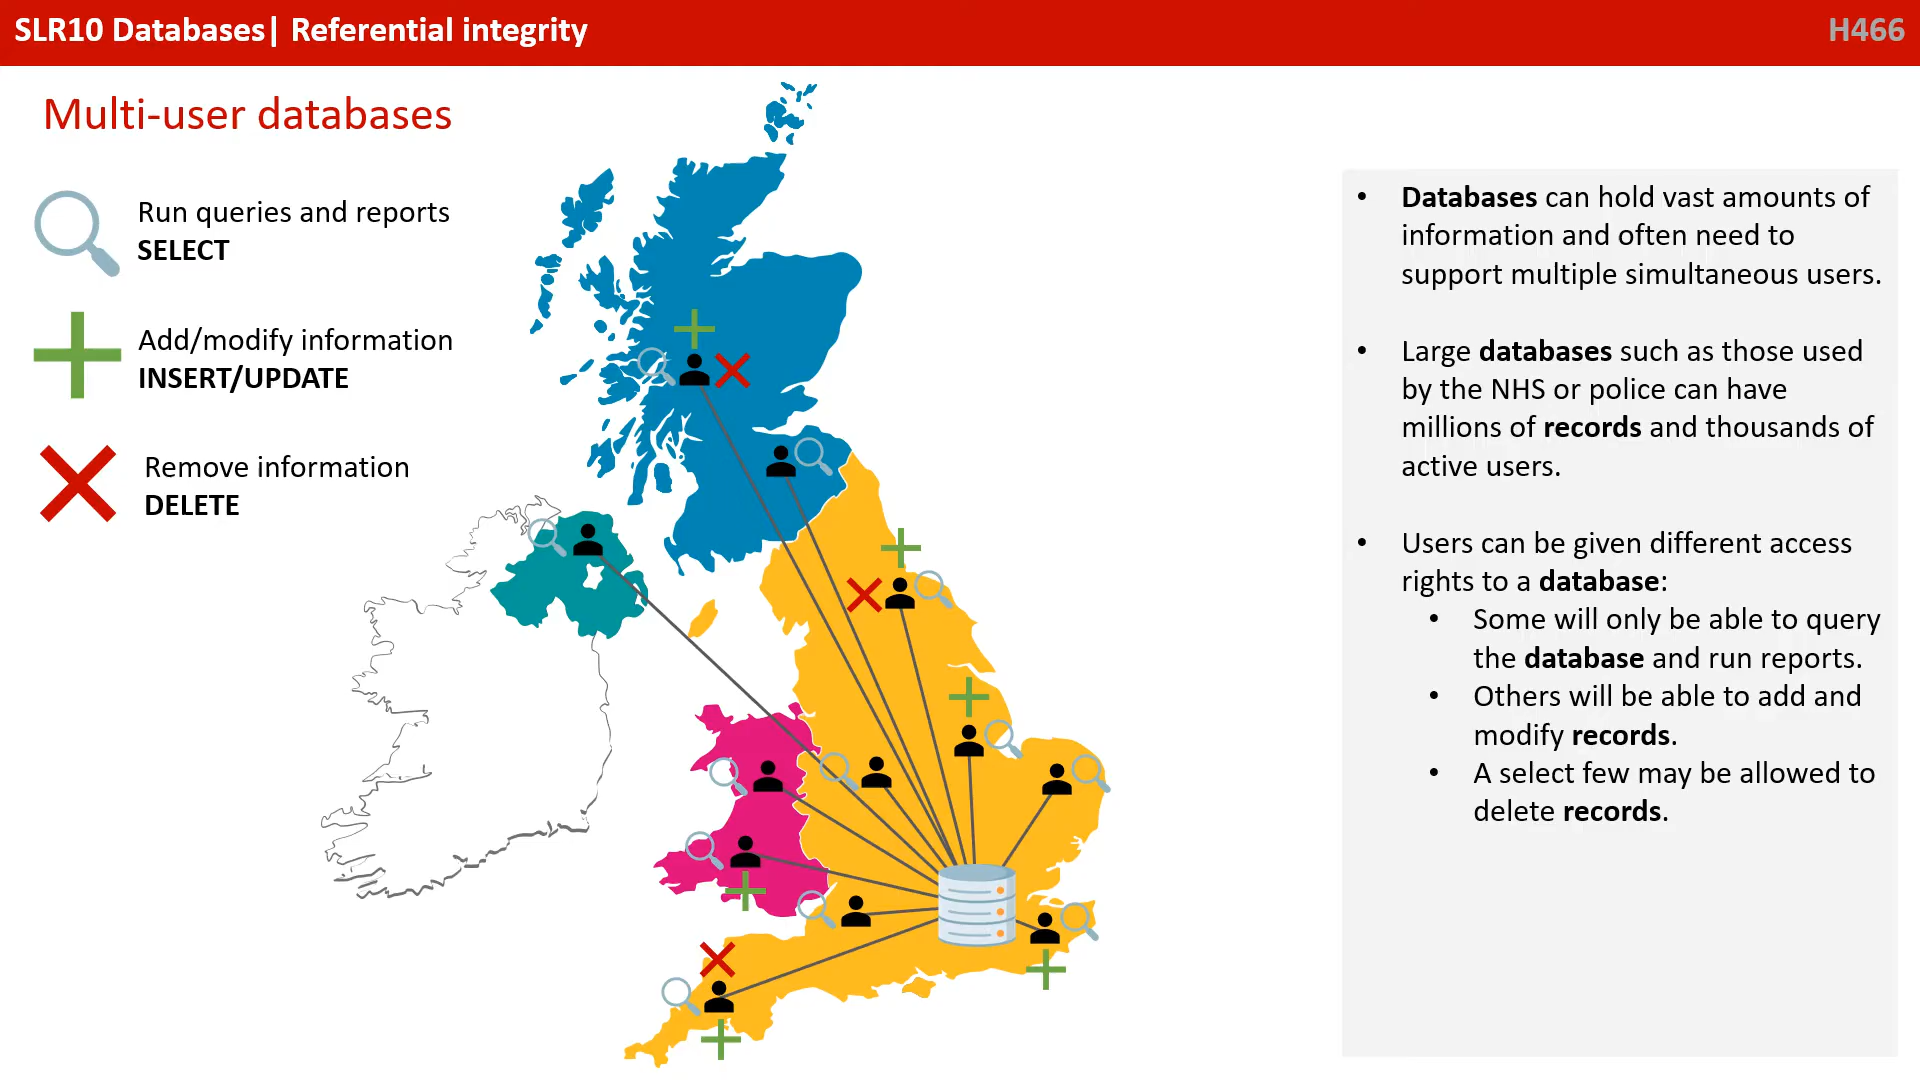 SLR10 Databases| Referential integrity
H466
Multi-user databases
Run queries and reports
SELECT
Add/modify information
INSERT/UPDATE
Remove information
DELETE
• Databases can hold vast amounts of
information and often need to
support multiple simultaneous users.
• Large databases such as those used
by the NHS or police can have
millions of records and thousands of
active users.
• Users can be given different access
rights to a database:
• Some will only be able to query
the database and run reports.
• Others will be able to add and
modify records.
• A select few may be allowed to
delete records.